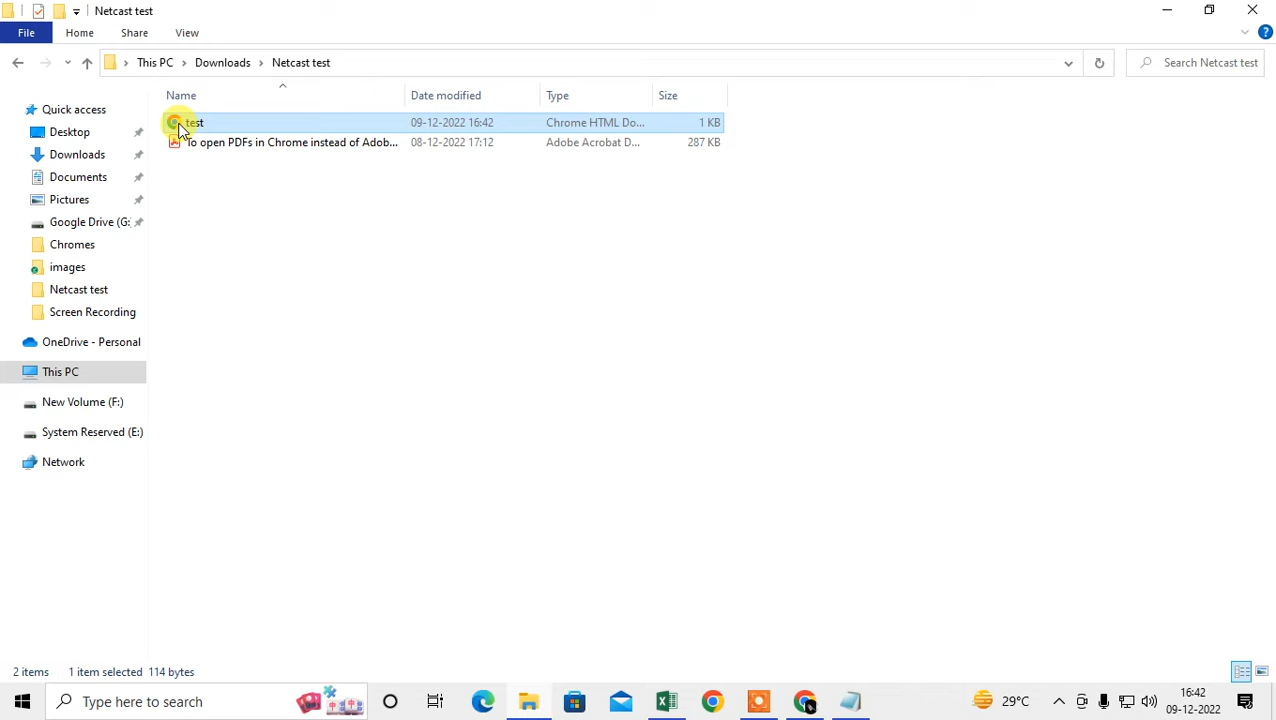 Netcast test
File
Home
Share
View
This PC
Downloads
Netcast test
Search Netcast test
Name
Date modified
Type
Size
test
09-12-2022 16:42
Chrome HTML Do...
1 KB
To open PDFs in Chrome instead of Adob...
08-12-2022 17:12
Adobe Acrobat D...
287 KB
Quick access
Desktop
Downloads
Documents
Pictures
Google Drive (G:
Chromes
images
Netcast test
Screen Recording
OneDrive - Personal
This PC
New Volume (F:)
System Reserved (E:)
Network
2 items
1 item selected 114 bytes
Type here to search
29°C
16:42
09-12-2022